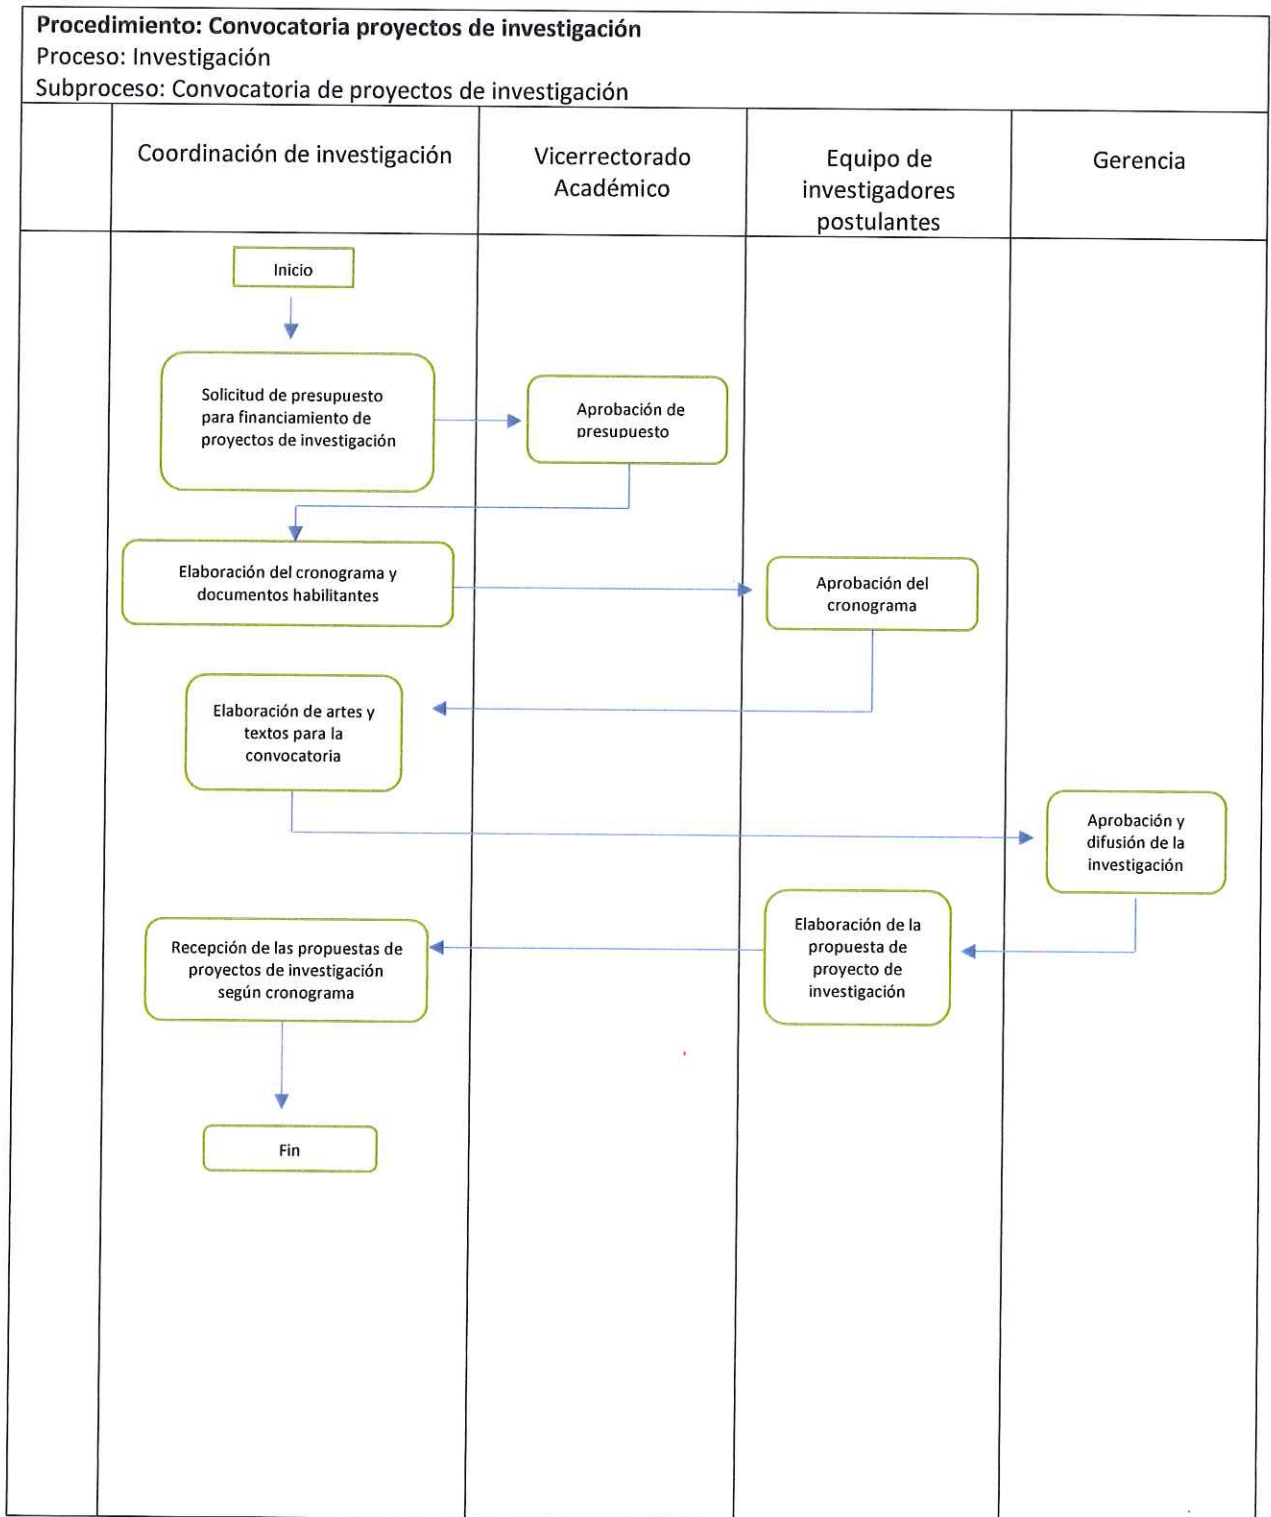 Procedimiento: Convocatoria proyectos de investigación
Proceso: Investigación
Subproceso: Convocatoria de proyectos de investigación
Coordinación de investigación
Vicerrectorado
Académico
Equipo de
investigadores
postulantes
Gerencia
Inicio
Solicitud de presupuesto
para financiamiento de
proyectos de investigación
Aprobación de
presupuesto
Elaboración del cronograma y
documentos habilitantes
Aprobación del
cronograma
Elaboración de artes y
textos para la
convocatoria
Aprobación y
difusión de la
investigación
Elaboración de la
propuesta de
proyecto de
investigación
Recepción de las propuestas de
proyectos de investigación
según cronograma
Fin